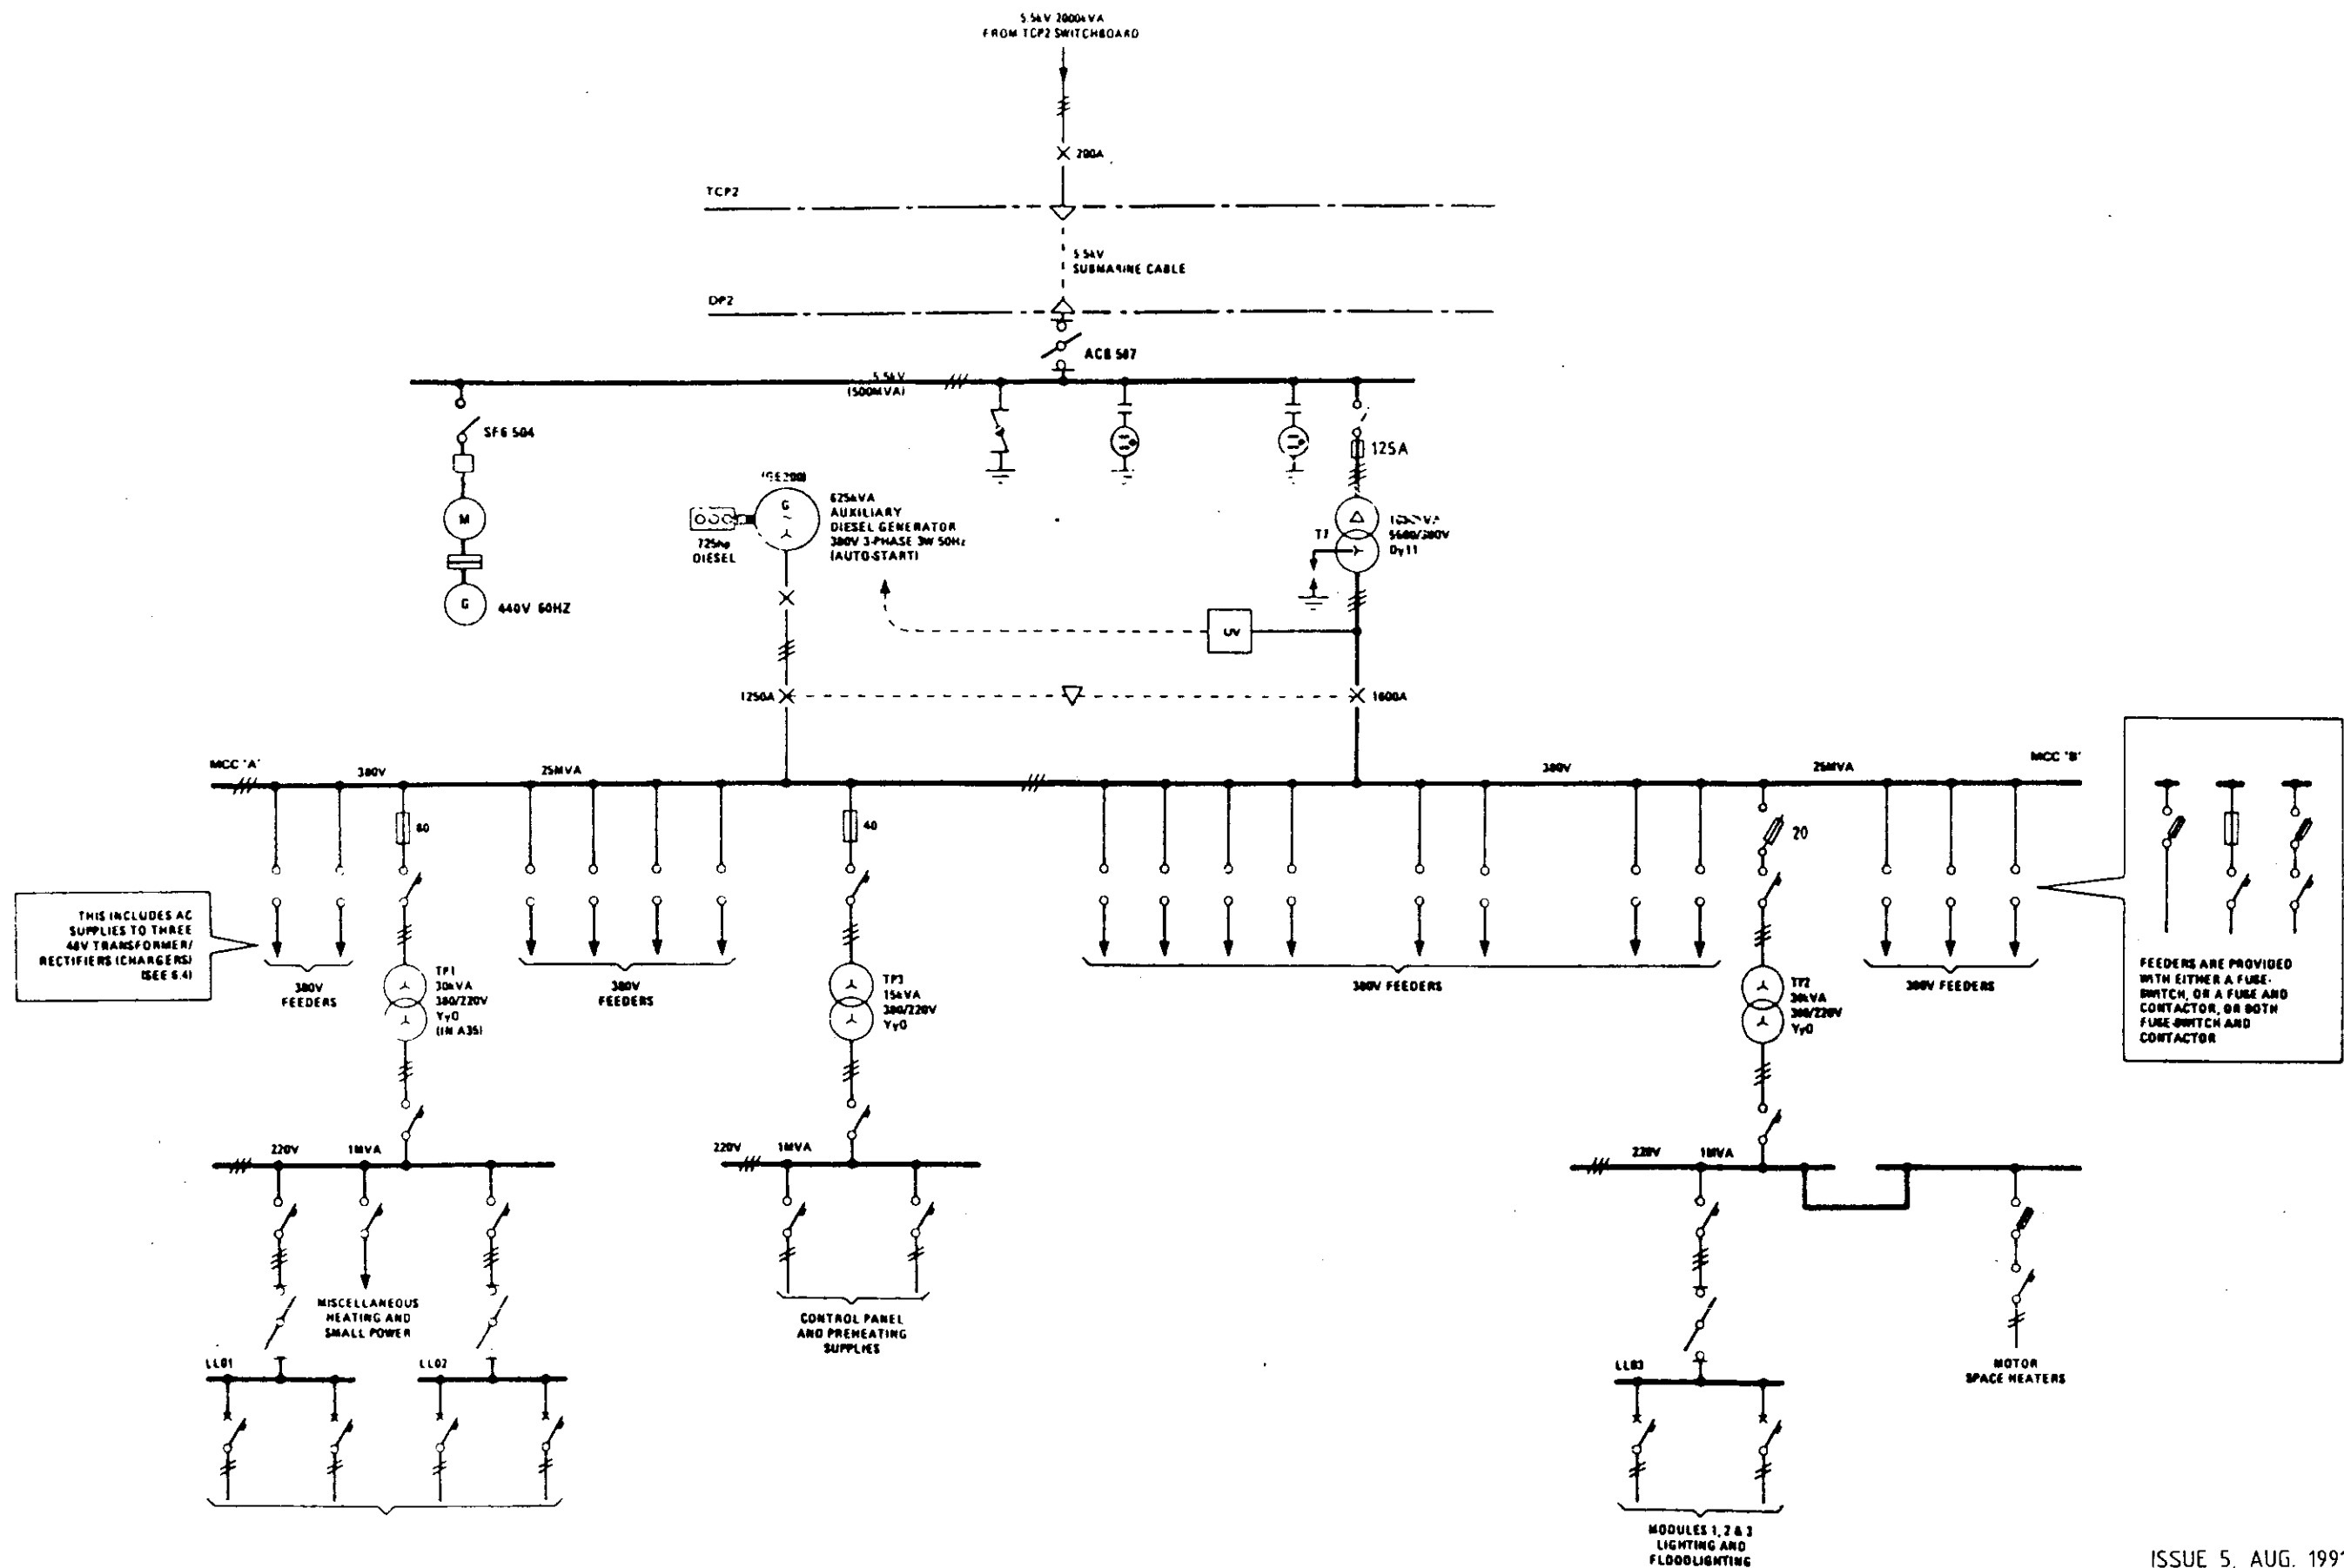 5.5kV 2000kVA
FROM TCP2 SWITCHBOARD
200A
TCP2
5.5kV
SUBMARINE CABLE
DP2
ACB 507
5.5kV
(500MVA)
SF6 504
125A
(GE200)
G
625kVA
AUXILIARY
DIESEL GENERATOR
380V 3-PHASE 3W 50Hz
(AUTO-START)
725hp
DIESEL
M
G
440V 60HZ
5500/380V
Dy11
UV
1250A
1600A
MCC 'A'
380V
25MVA
380V
25MVA
MCC 'B'
80
40
20
THIS INCLUDES AC
SUPPLIES TO THREE
48V TRANSFORMER/
RECTIFIERS (CHARGERS)
(SEE 6.4)
380V
FEEDERS
TP1
30kVA
380/220V
Yy0
(IN A35)
380V
FEEDERS
TP3
15kVA
380/220V
Yy0
380V FEEDERS
TP2
30kVA
380/220V
Yy0
380V FEEDERS
FEEDERS ARE PROVIDED
WITH EITHER A FUSE-
SWITCH, OR A FUSE AND
CONTACTOR, OR BOTH
FUSE-SWITCH AND
CONTACTOR
220V
1MVA
220V
1MVA
220V
1MVA
MISCELLANEOUS
HEATING AND
SMALL POWER
CONTROL PANEL
AND PREHEATING
SUPPLIES
LL01
LL02
LL03
MOTOR
SPACE HEATERS
MODULES 1, 2 & 3
LIGHTING AND
FLOODLIGHTING
ISSUE 5, AUG. 1991